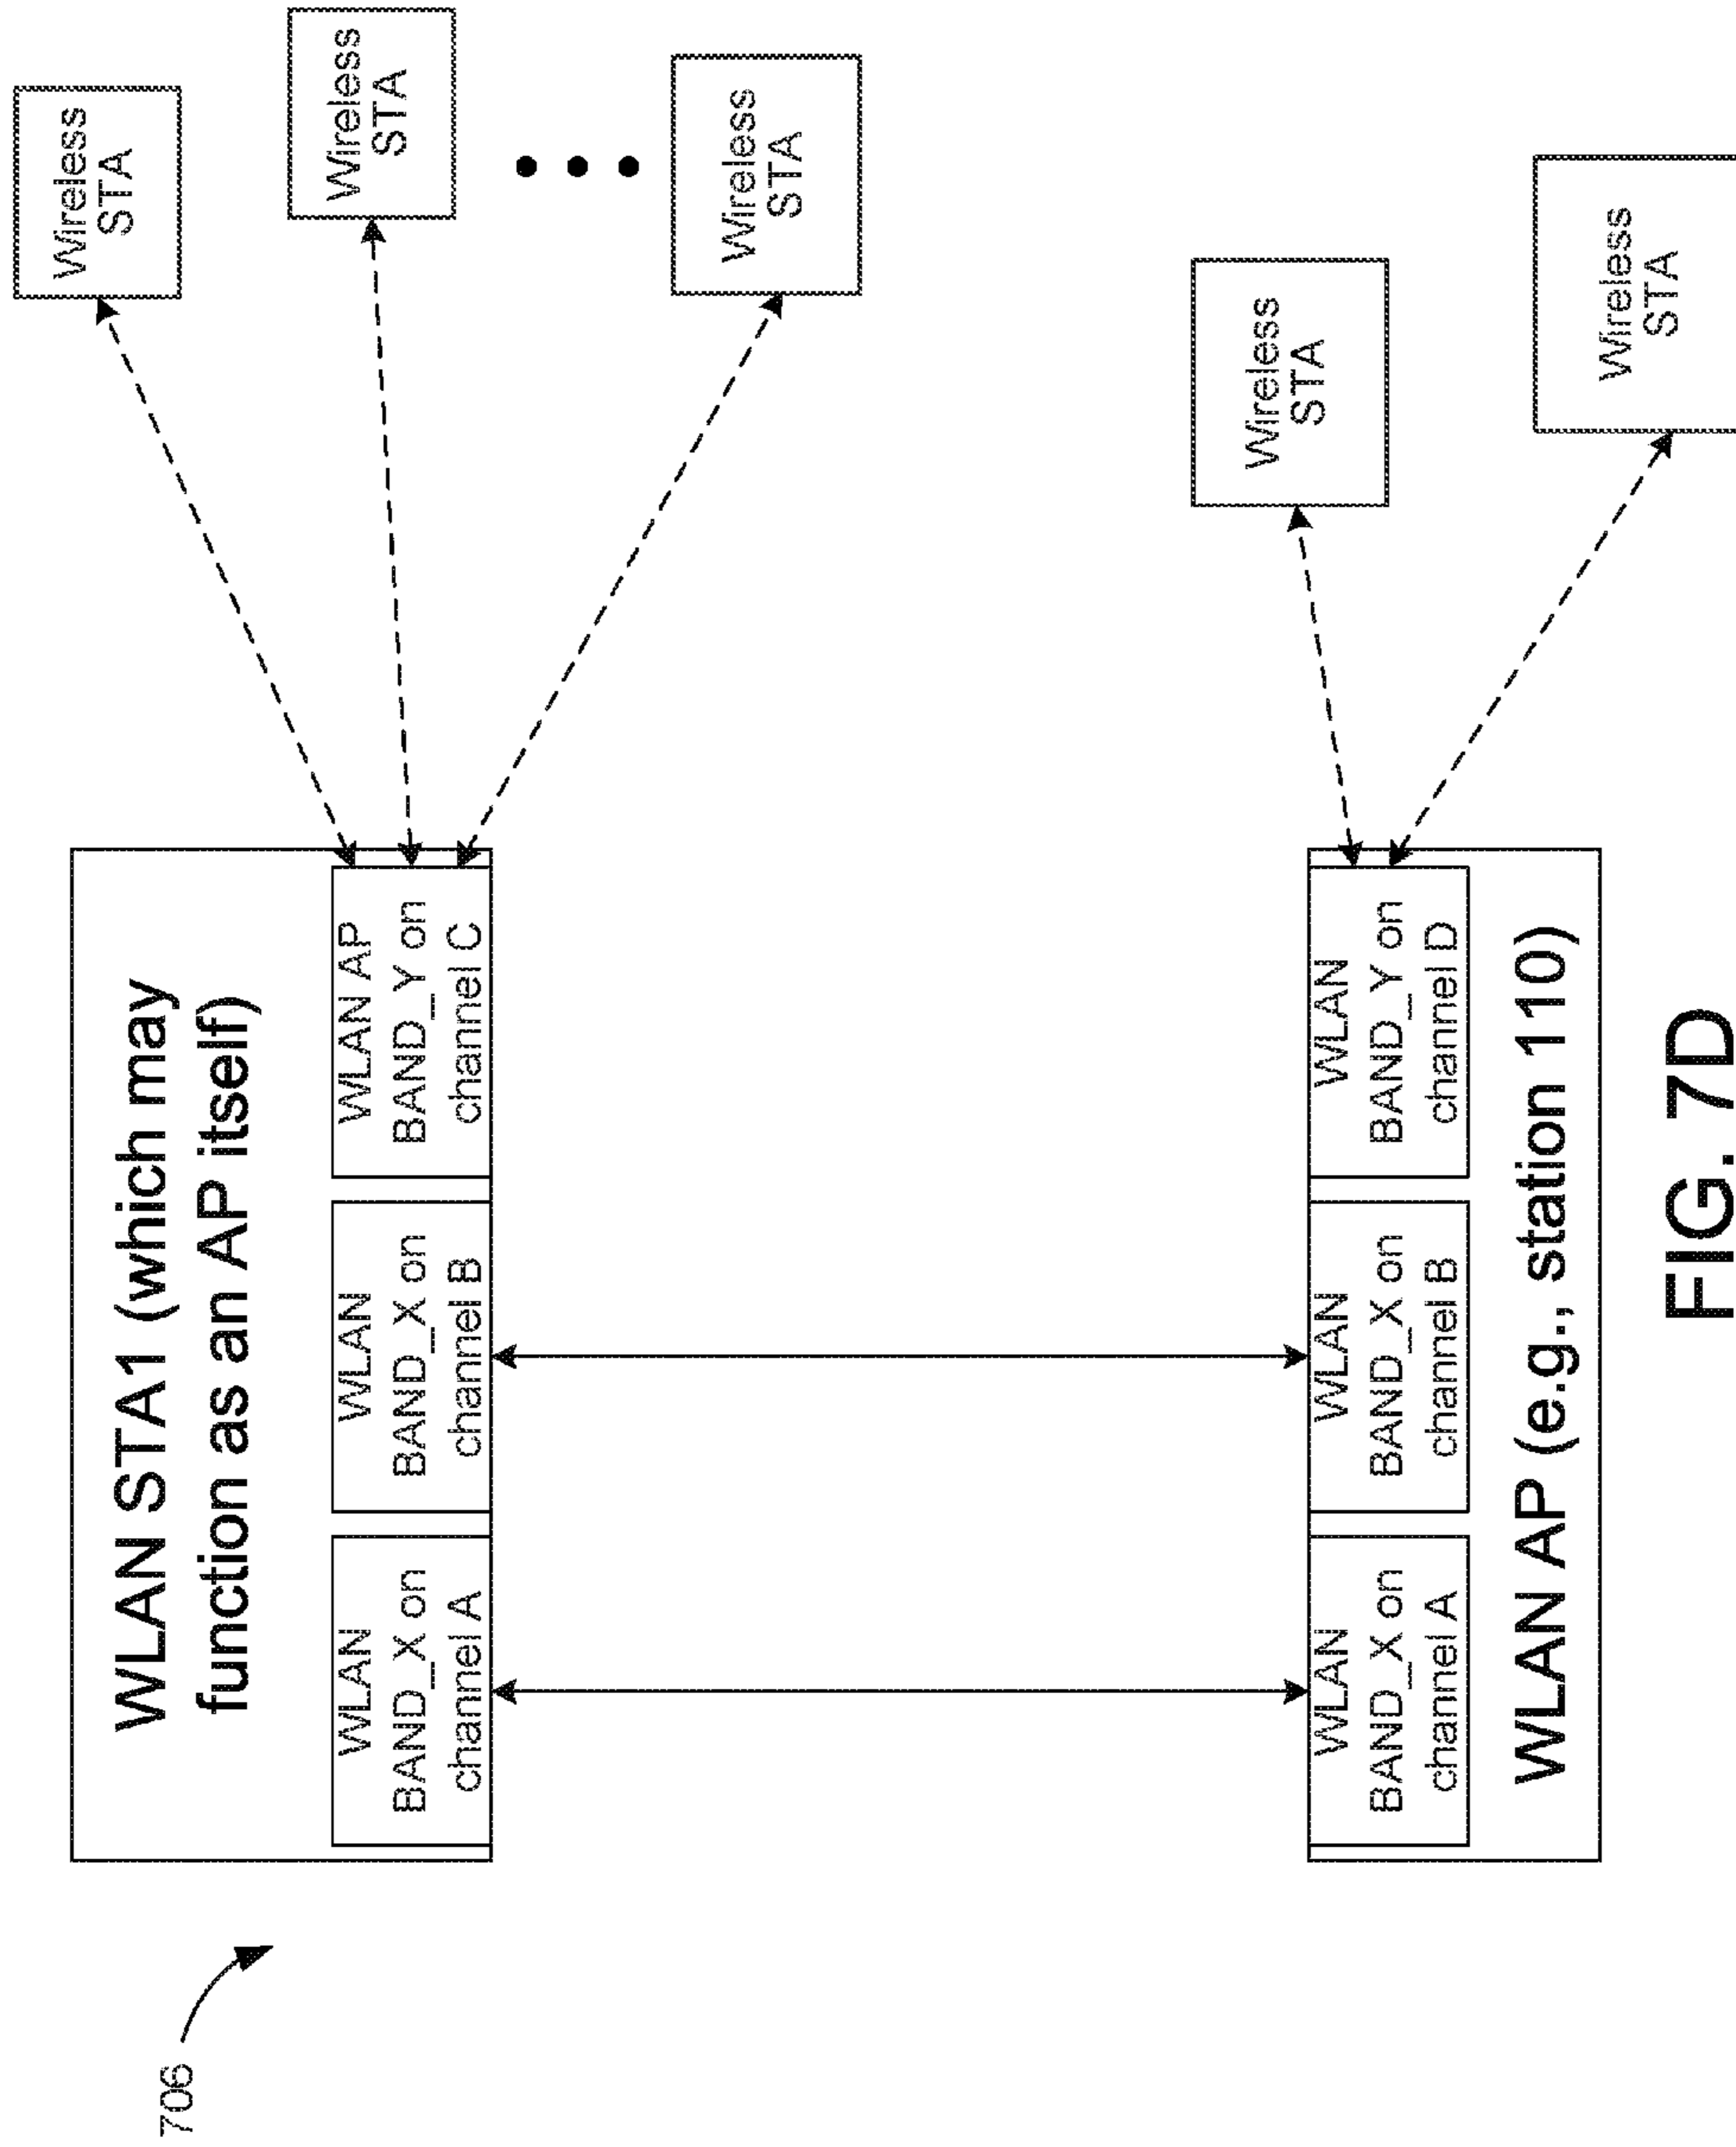 706
WLAN STA1 (which may
function as an AP itself)
WLAN
BAND_X on
channel A
WLAN
BAND_X on
channel B
WLAN AP
BAND_Y on
channel C
Wireless
STA
Wireless
STA
Wireless
STA
WLAN
BAND_X on
channel A
WLAN
BAND_X on
channel B
WLAN
BAND_Y on
channel D
WLAN AP (e.g., station 110)
Wireless
STA
Wireless
STA
FIG. 7D